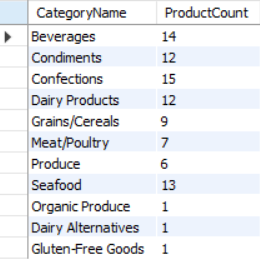 CategoryName ProductCount
Beverages 14
Condiments 12
Confections 15
Dairy Products 12
Grains/Cereals 9
Meat/Poultry 7
Produce 6
Seafood 13
Organic Produce 1
Dairy Alternatives 1
Gluten-Free Goods 1